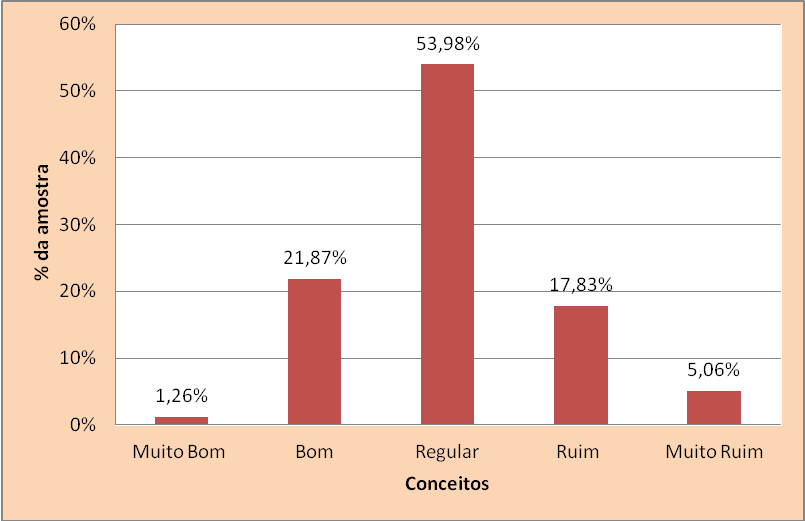 60%
53,98%
50%
40%
% da amostra
30%
21,87%
20%
17,83%
10%
5,06%
1,26%
0%
Muito Bom
Bom
Regular
Ruim
Muito Ruim
Conceitos